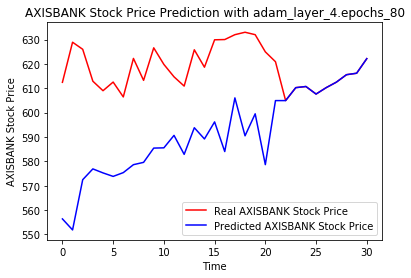 AXISBANK Stock Price Prediction with adam_layer_4.epochs_80
AXISBANK Stock Price
630
620
610
600
590
580
570
560
550
Real AXISBANK Stock Price
Predicted AXISBANK Stock Price
0 5 10 15 20 25 30
Time